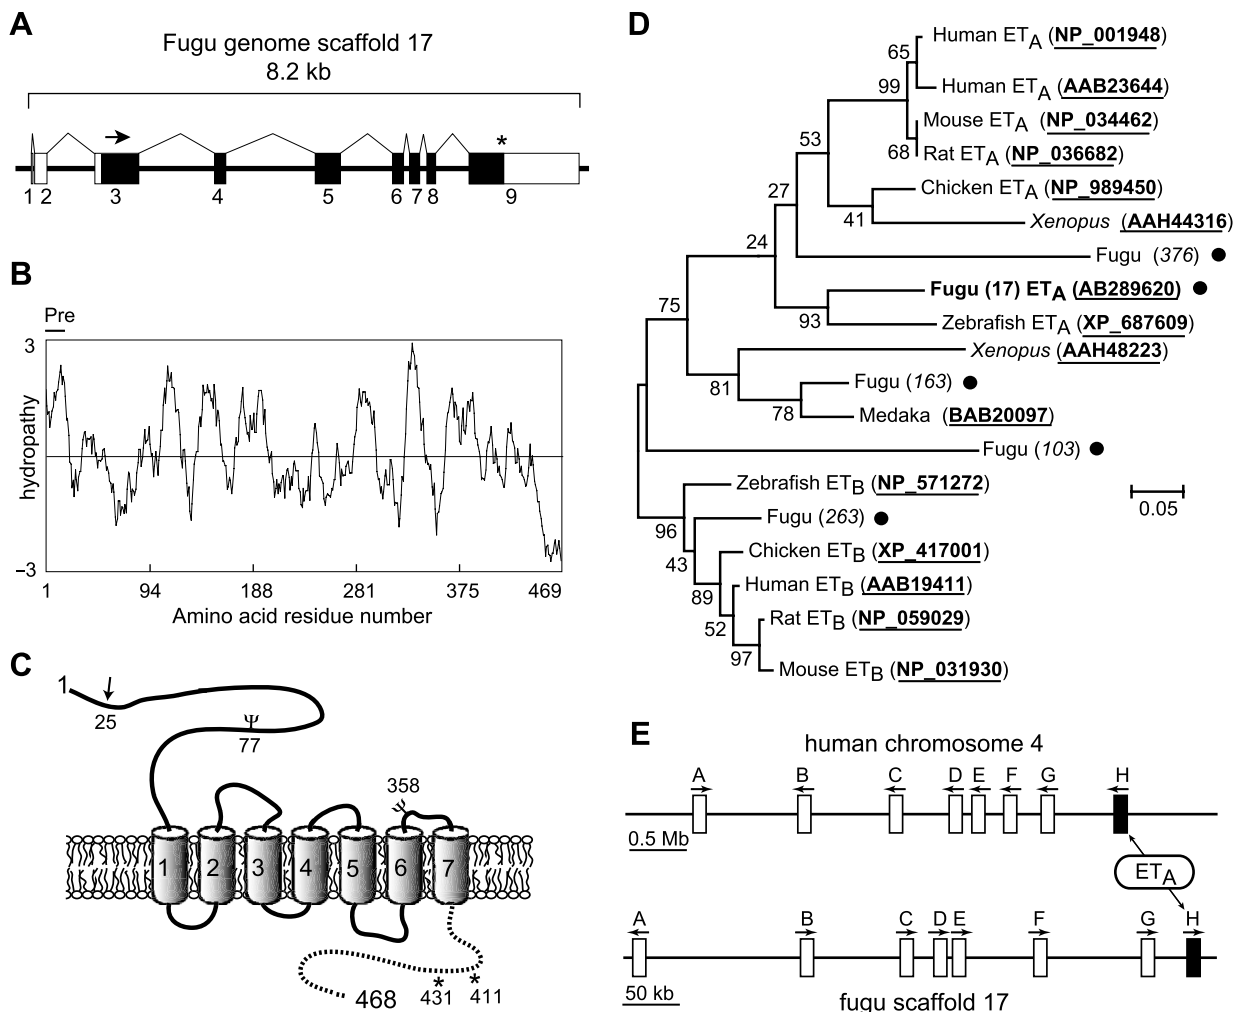 A
Fugu genome scaffold 17
8.2 kb
*
1 2 3 4 5 6 7 8 9
B
Pre
3
hydropathy
–3
1 94 188 281 375 469
Amino acid residue number
C
1
25
Ψ
77
358
Ψ
1 2 3 4 5 6 7
* *
431 411
468
D
65
Human ETA (NP_001948)
99
Human ETA (AAB23644)
Mouse ETA (NP_034462)
68
Rat ETA (NP_036682)
53
Chicken ETA (NP_989450)
41
Xenopus (AAH44316)
27
Fugu (376)
24
Fugu (17) ETA (AB289620)
93
Zebrafish ETA (XP_687609)
75
Xenopus (AAH48223)
81
Fugu (163)
78
Medaka (BAB20097)
Fugu (103)
Zebrafish ETB (NP_571272)
0.05
96
Fugu (263)
43
Chicken ETB (XP_417001)
89
Human ETB (AAB19411)
52
Rat ETB (NP_059029)
97
Mouse ETB (NP_031930)
E
human chromosome 4
A B C D E F G H
0.5 Mb
ETA
A B C D E F G H
50 kb
fugu scaffold 17